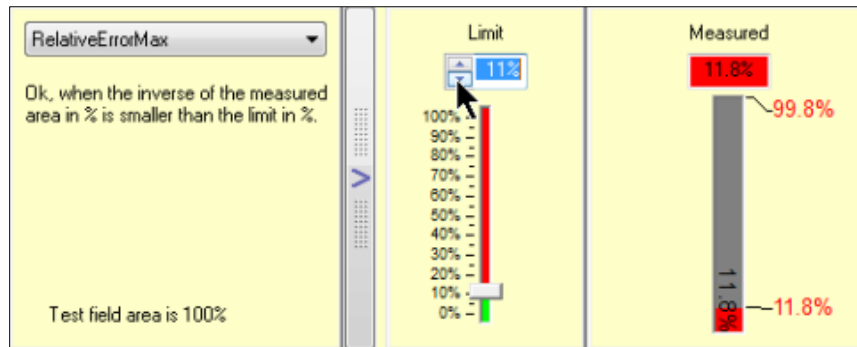 RelativeErrorMax
Ok, when the inverse of the measured
area in % is smaller than the limit in %.
Test field area is 100%
>
Limit
11%
100%
90%
80%
70%
60%
50%
40%
30%
20%
10%
0%
Measured
11.8%
99.8%
11.8%
11.8%